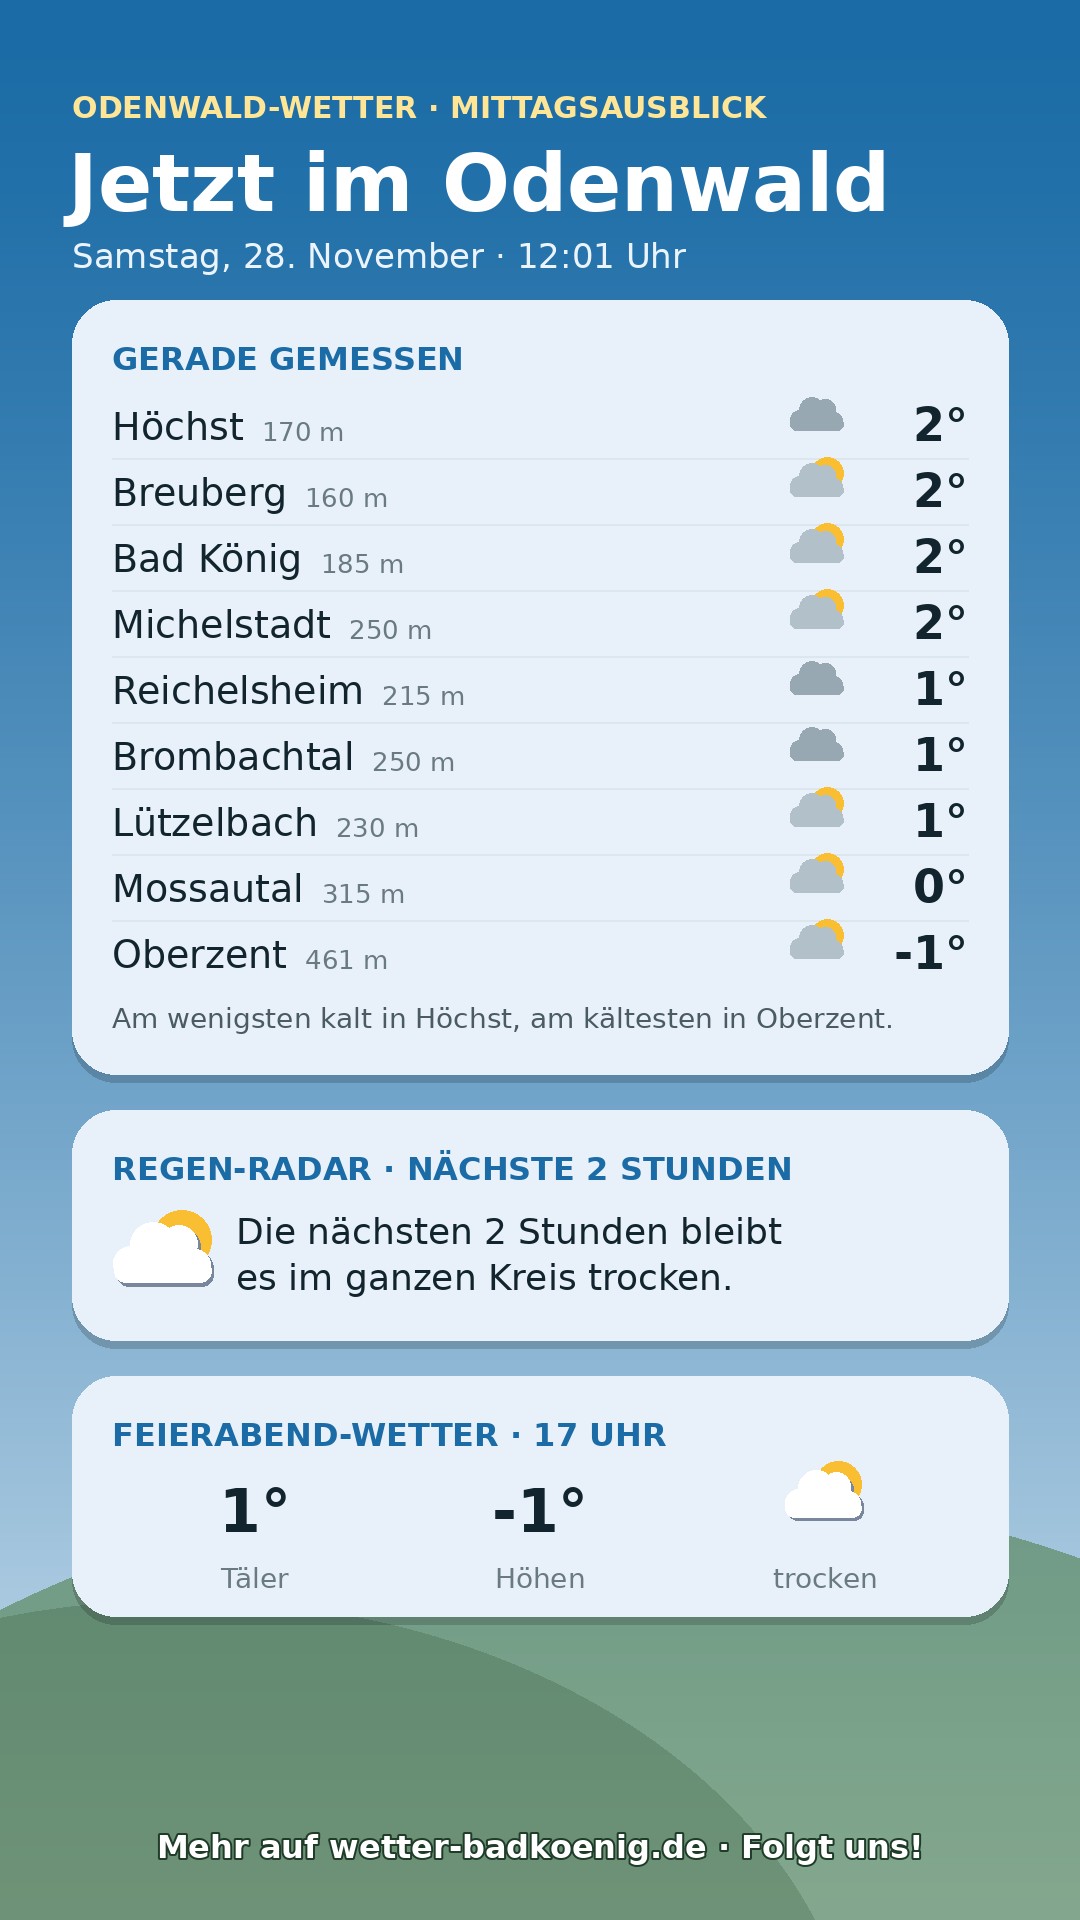 ODENWALD-WETTER · MITTAGSAUSBLICK
Jetzt im Odenwald
Samstag, 28. November · 12:01 Uhr
GERADE GEMESSEN
Höchst 170 m 2°
Breuberg 160 m 2°
Bad König 185 m 2°
Michelstadt 250 m 2°
Reichelsheim 215 m 1°
Brombachtal 250 m 1°
Lützelbach 230 m 1°
Mossautal 315 m 0°
Oberzent 461 m -1°
Am wenigsten kalt in Höchst, am kältesten in Oberzent.
REGEN-RADAR · NÄCHSTE 2 STUNDEN
Die nächsten 2 Stunden bleibt
es im ganzen Kreis trocken.
FEIERABEND-WETTER · 17 UHR
1° -1°
Täler Höhen trocken
Mehr auf wetter-badkoenig.de · Folgt uns!